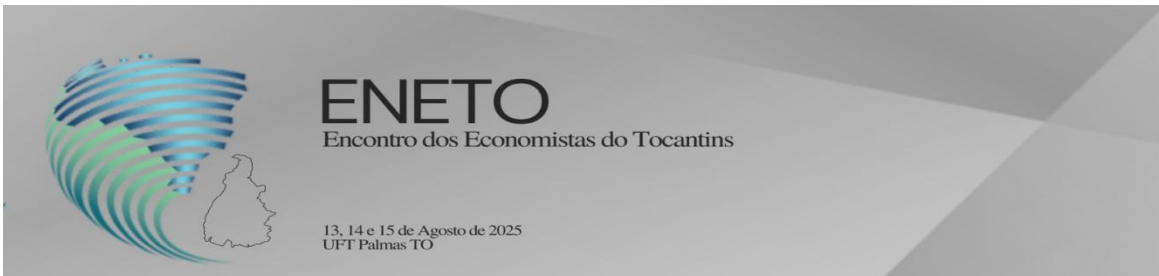 ENETO
Encontro dos Economistas do Tocantins
13, 14 e 15 de Agosto de 2025
UFT Palmas TO